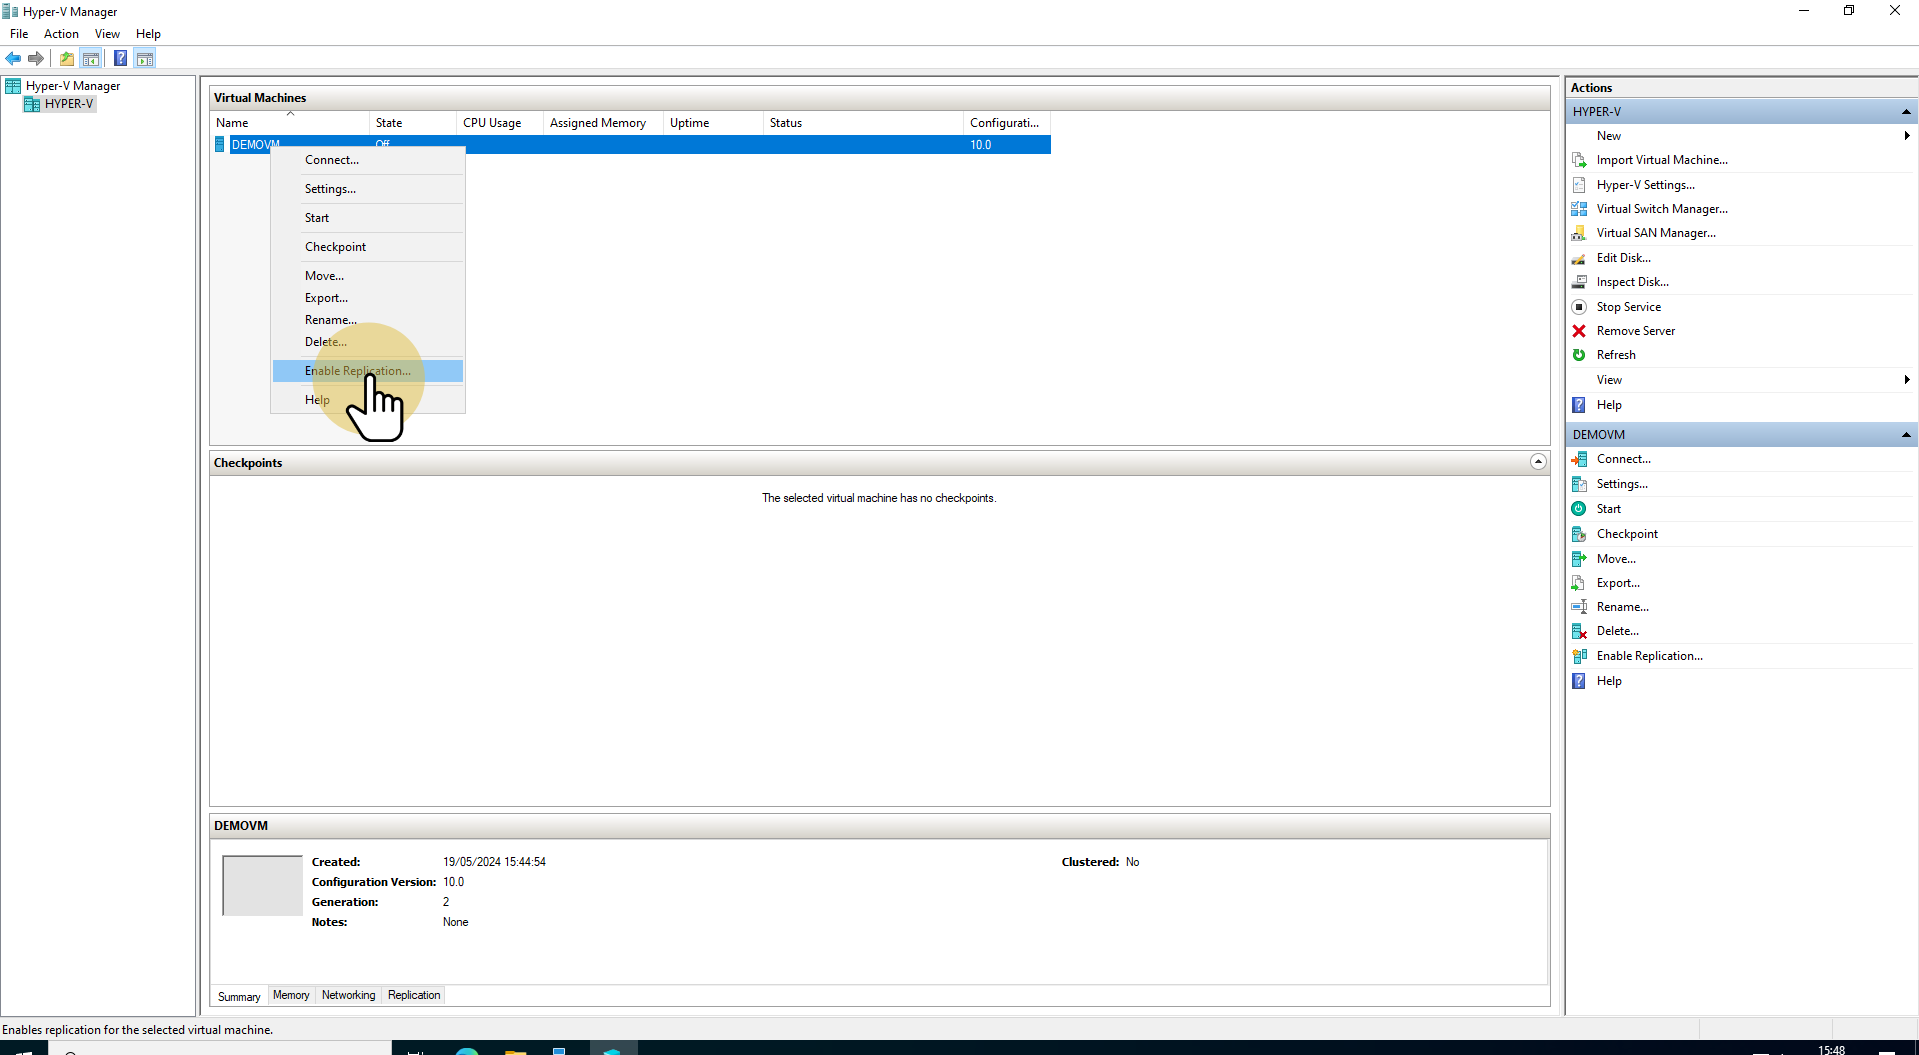 Hyper-V Manager
File Action View Help
Hyper-V Manager
HYPER-V
Virtual Machines
Name State CPU Usage Assigned Memory Uptime Status Configurati...
DEMOVM Off 10.0
Connect...
Settings...
Start
Checkpoint
Move...
Export...
Rename...
Delete...
Enable Replication...
Help
Checkpoints
The selected virtual machine has no checkpoints.
DEMOVM
Created: 19/05/2024 15:44:54 Clustered: No
Configuration Version: 10.0
Generation: 2
Notes: None
Summary Memory Networking Replication
Actions
HYPER-V
New
Import Virtual Machine...
Hyper-V Settings...
Virtual Switch Manager...
Virtual SAN Manager...
Edit Disk...
Inspect Disk...
Stop Service
Remove Server
Refresh
View
Help
DEMOVM
Connect...
Settings...
Start
Checkpoint
Move...
Export...
Rename...
Delete...
Enable Replication...
Help
Enables replication for the selected virtual machine.
15:48